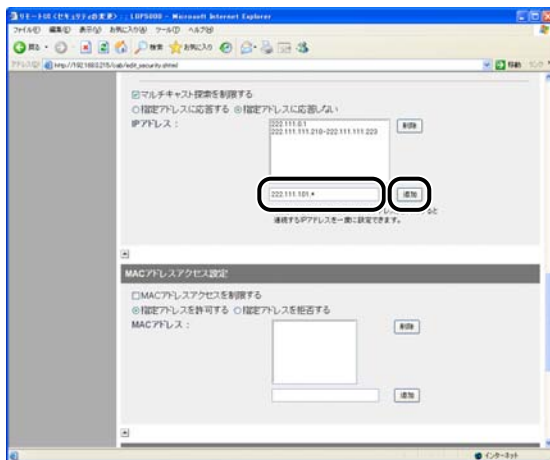 リモートUI <セキュリティの変更> : : LBP5000 - Microsoft Internet Explorer
ファイル(F) 編集(E) 表示(V) お気に入り(A) ツール(T) ヘルプ(H)
戻る 検索 お気に入り
アドレス(D) 移動 リンク
マルチキャスト探索を制限する
指定アドレスに応答する 指定アドレスに応答しない
IPアドレス :
222.111.0.1
222.111.111.210-222.111.111.220
削除
222.111.101.* 追加
連続するIPアドレスを一度に設定できます。
MACアドレスアクセス設定
MACアドレスアクセスを制限する
指定アドレスを許可する 指定アドレスを拒否する
MACアドレス :
削除
追加
インターネット